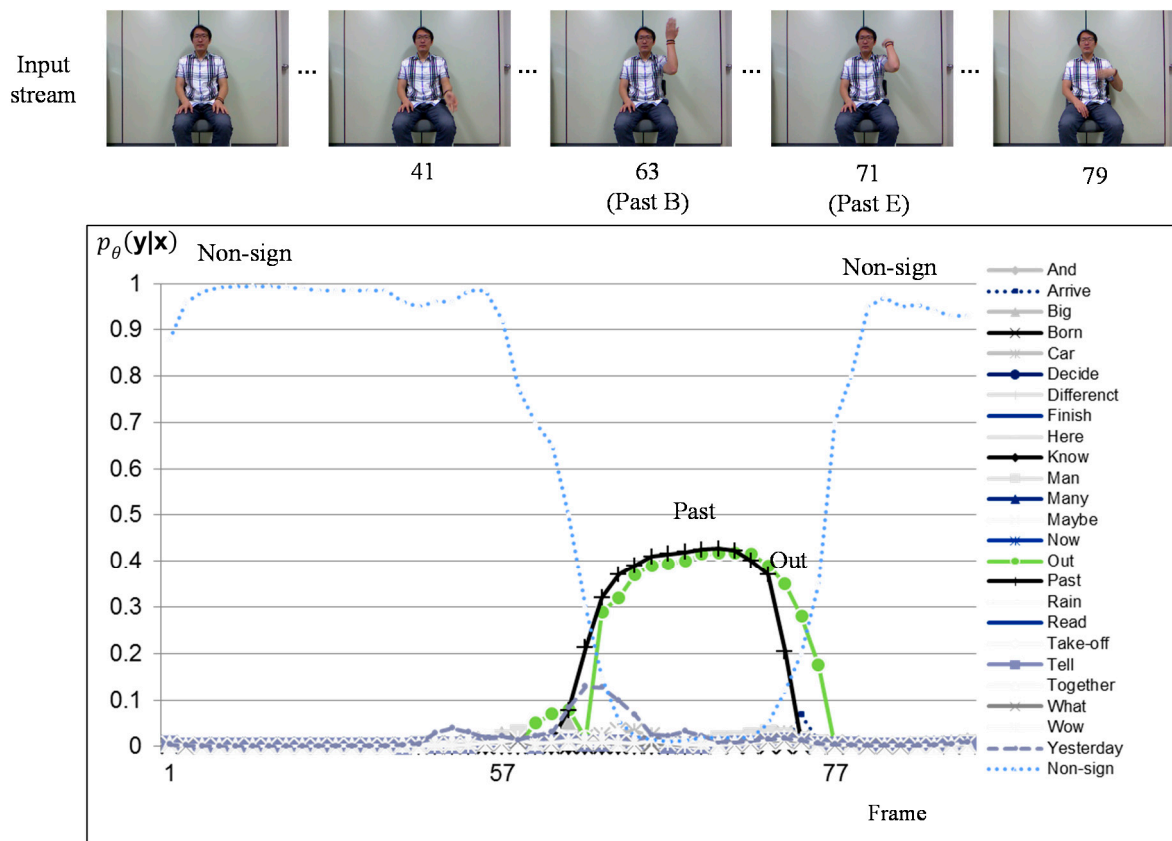 Input
stream
... ... ... ...
41 63 71 79
(Past B) (Past E)
pθ(y|x)
Non-sign
Non-sign
1
0.9
0.8
0.7
0.6
0.5
0.4
0.3
0.2
0.1
0
Past
Out
1 57 77
Frame
And
Arrive
Big
Born
Car
Decide
Differenct
Finish
Here
Know
Man
Many
Maybe
Now
Out
Past
Rain
Read
Take-off
Tell
Together
What
Wow
Yesterday
Non-sign